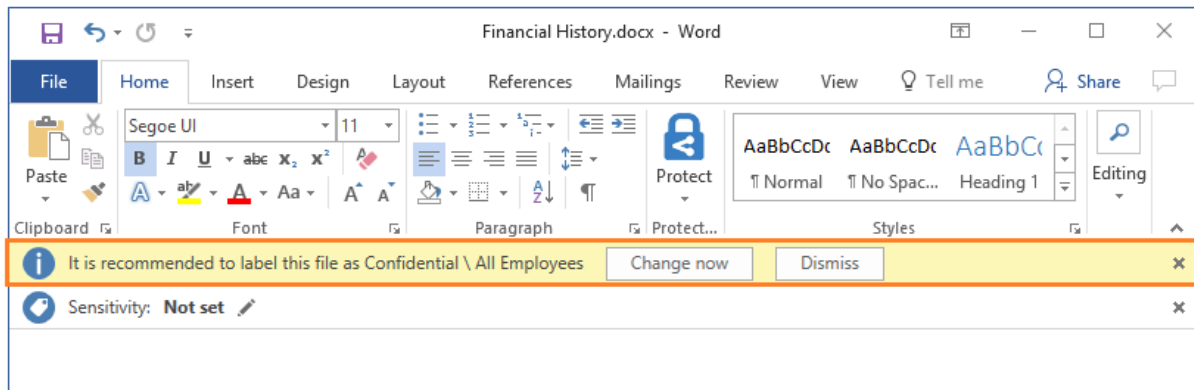 Financial History.docx - Word
File Home Insert Design Layout References Mailings Review View Tell me Share
Segoe UI 11
Paste
B I U abc X₂ X² 
A ab A Aa A A
A Z
Protect
AaBbCcDc AaBbCcDc AaBbC
¶ Normal ¶ No Spac... Heading 1
Editing
Clipboard Font Paragraph Protect... Styles
It is recommended to label this file as Confidential \ All Employees Change now Dismiss
Sensitivity: Not set